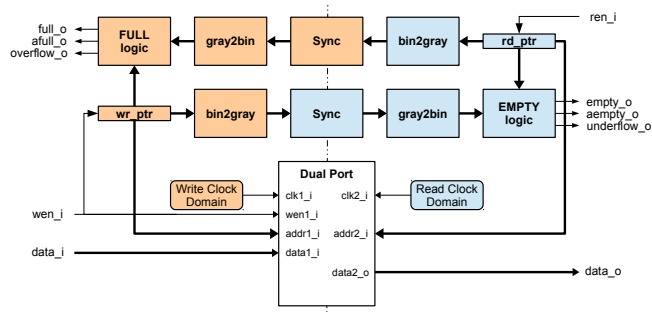 ren_i
full_o
afull_o
overflow_o
FULL
logic
gray2bin
Sync
bin2gray
rd_ptr
wr_ptr
bin2gray
Sync
gray2bin
EMPTY
logic
empty_o
aempty_o
underflow_o
Dual Port
Write Clock
Domain
clk1_i
clk2_i
Read Clock
Domain
wen_i
wen1_i
addr1_i
addr2_i
data_i
data1_i
data2_o
data_o